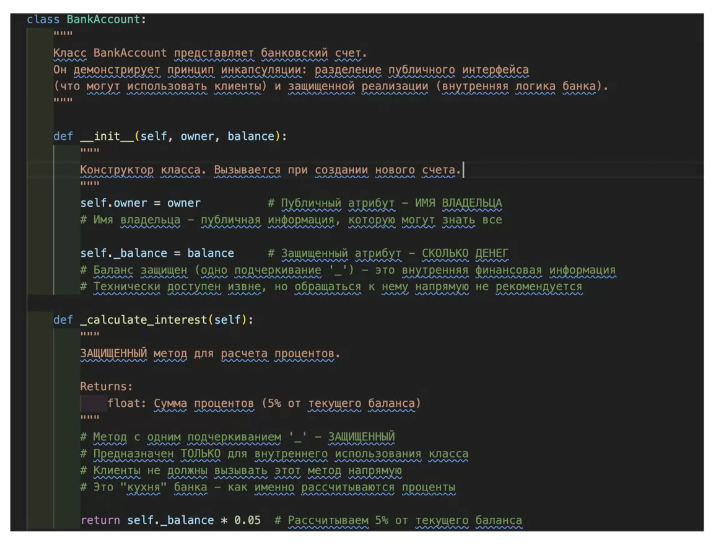 class BankAccount:
"""
Класс BankAccount представляет банковский счет.
Он демонстрирует принцип инкапсуляции: разделение публичного интерфейса
(что могут использовать клиенты) и защищенной реализации (внутренняя логика банка).
"""
def __init__(self, owner, balance):
"""
Конструктор класса. Вызывается при создании нового счета.
"""
self.owner = owner # Публичный атрибут – ИМЯ ВЛАДЕЛЬЦА
# Имя владельца – публичная информация, которую могут знать все
self._balance = balance # Защищенный атрибут – СКОЛЬКО ДЕНЕГ
# Баланс защищен (одно подчеркивание '_') – это внутренняя финансовая информация
# Технически доступен извне, но обращаться к нему напрямую не рекомендуется
def _calculate_interest(self):
"""
ЗАЩИЩЕННЫЙ метод для расчета процентов.
Returns:
float: Сумма процентов (5% от текущего баланса)
"""
# Метод с одним подчеркиванием '_' – ЗАЩИЩЕННЫЙ
# Предназначен ТОЛЬКО для внутреннего использования класса
# Клиенты не должны вызывать этот метод напрямую
# Это "кухня" банка – как именно рассчитываются проценты
return self._balance * 0.05 # Рассчитываем 5% от текущего баланса